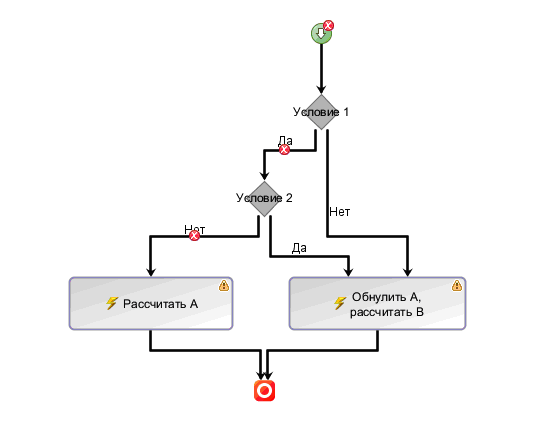 Условие 1
Да
Условие 2
Нет
Нет
Да
Рассчитать А
Обнулить А,
рассчитать В